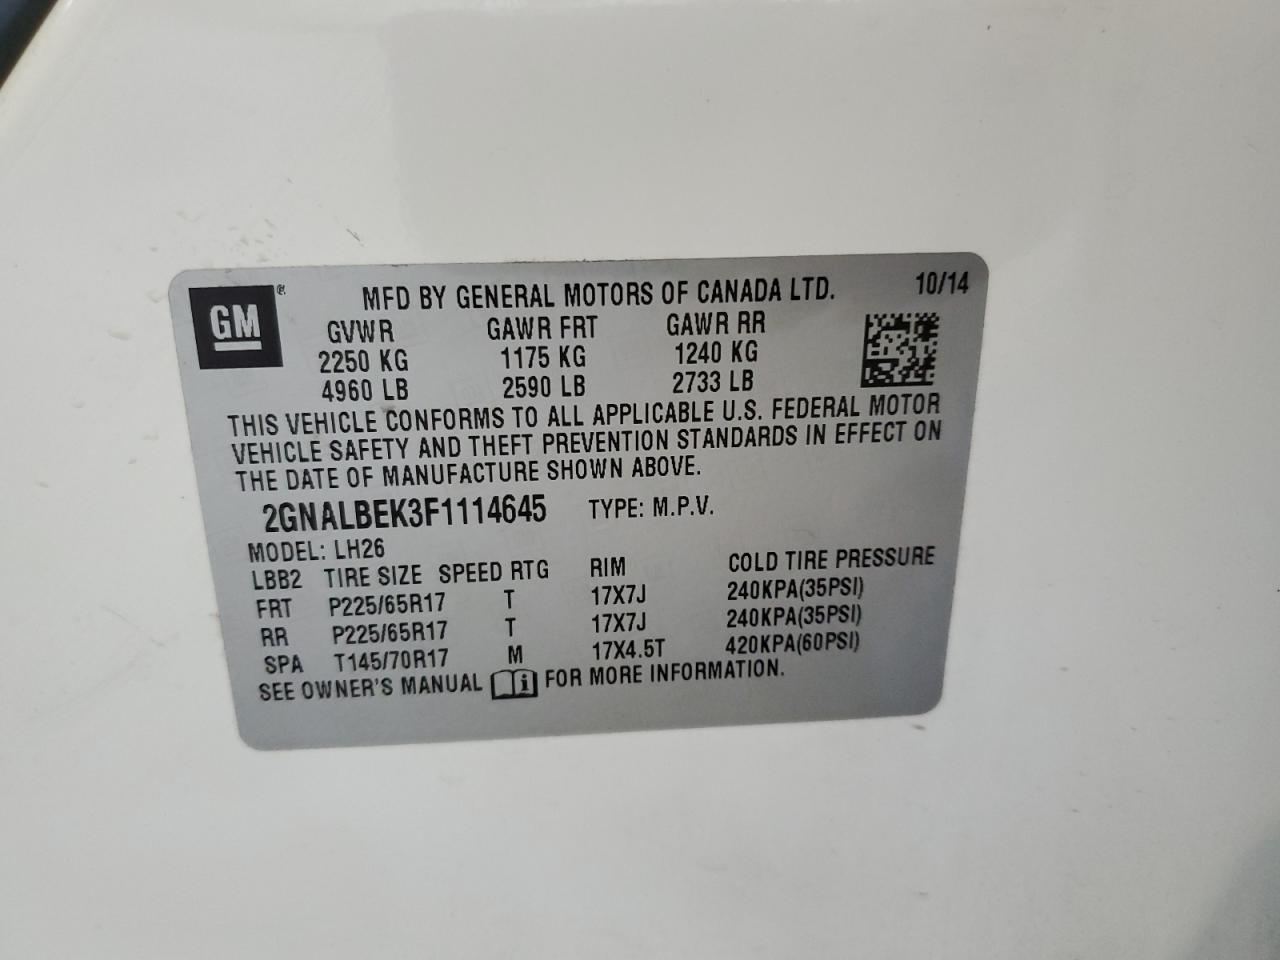 GM ® MFD BY GENERAL MOTORS OF CANADA LTD. 10/14
GVWR GAWR FRT GAWR RR
2250 KG 1175 KG 1240 KG
4960 LB 2590 LB 2733 LB
THIS VEHICLE CONFORMS TO ALL APPLICABLE U.S. FEDERAL MOTOR
VEHICLE SAFETY AND THEFT PREVENTION STANDARDS IN EFFECT ON
THE DATE OF MANUFACTURE SHOWN ABOVE.
2GNALBEK3F1114645 TYPE: M.P.V.
MODEL: LH26
LBB2 TIRE SIZE SPEED RTG RIM COLD TIRE PRESSURE
FRT P225/65R17 T 17X7J 240KPA(35PSI)
RR P225/65R17 T 17X7J 240KPA(35PSI)
SPA T145/70R17 M 17X4.5T 420KPA(60PSI)
SEE OWNER'S MANUAL i FOR MORE INFORMATION.